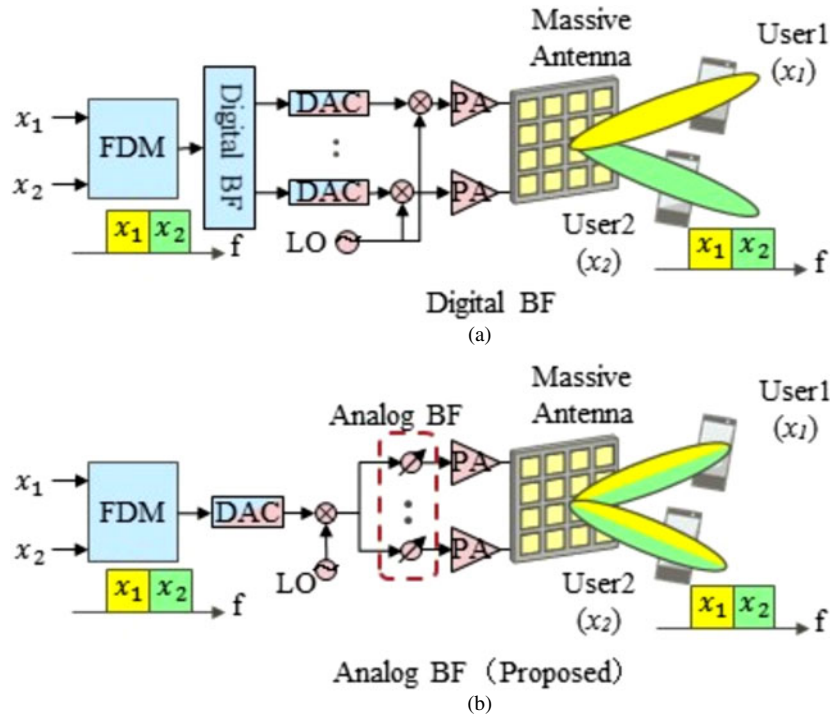 Massive
Antenna
User1
(x1)
x1
x2
FDM
Digital BF
DAC
:
DAC
PA
PA
LO
x1 x2
f
User2
(x2)
x1 x2
f
Digital BF
(a)
Massive
Antenna
User1
(x1)
Analog BF
x1
x2
FDM
DAC
LO
PA
:
PA
x1 x2
f
User2
(x2)
x1 x2
f
Analog BF (Proposed)
(b)